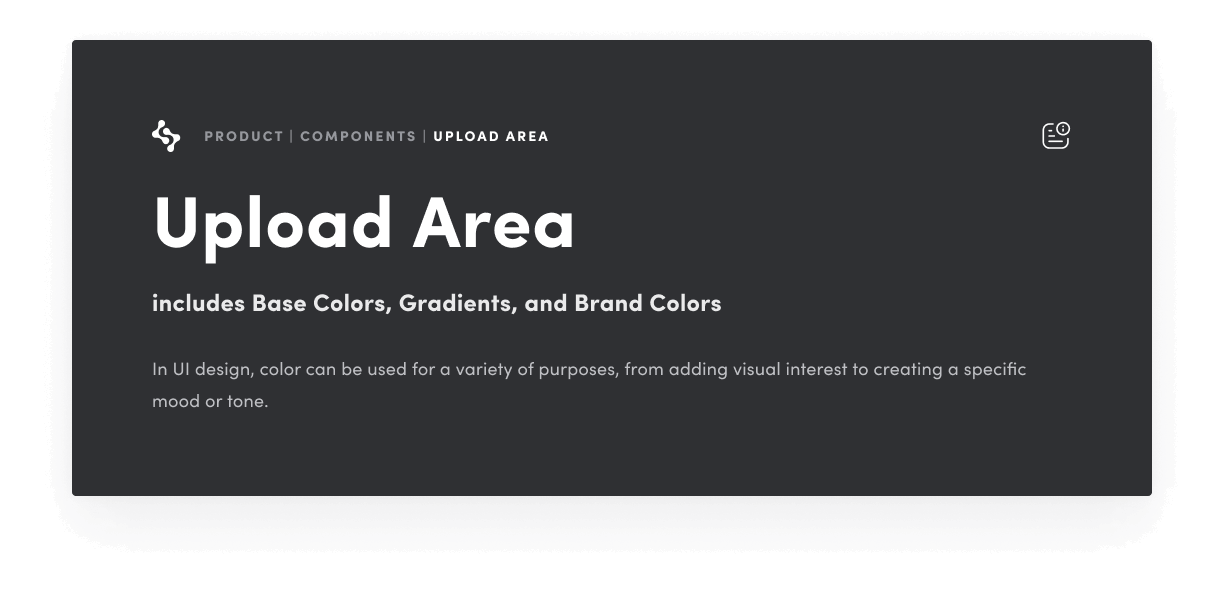 PRODUCT | COMPONENTS | UPLOAD AREA
Upload Area
includes Base Colors, Gradients, and Brand Colors
In UI design, color can be used for a variety of purposes, from adding visual interest to creating a specific
mood or tone.